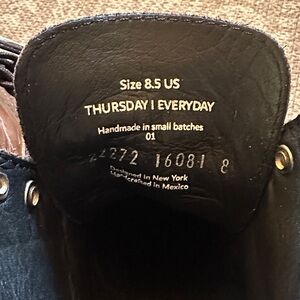 Size 8.5 US
THURSDAY | EVERYDAY
Handmade in small batches
01
16081 8
Designed in New York
Handcrafted in Mexico